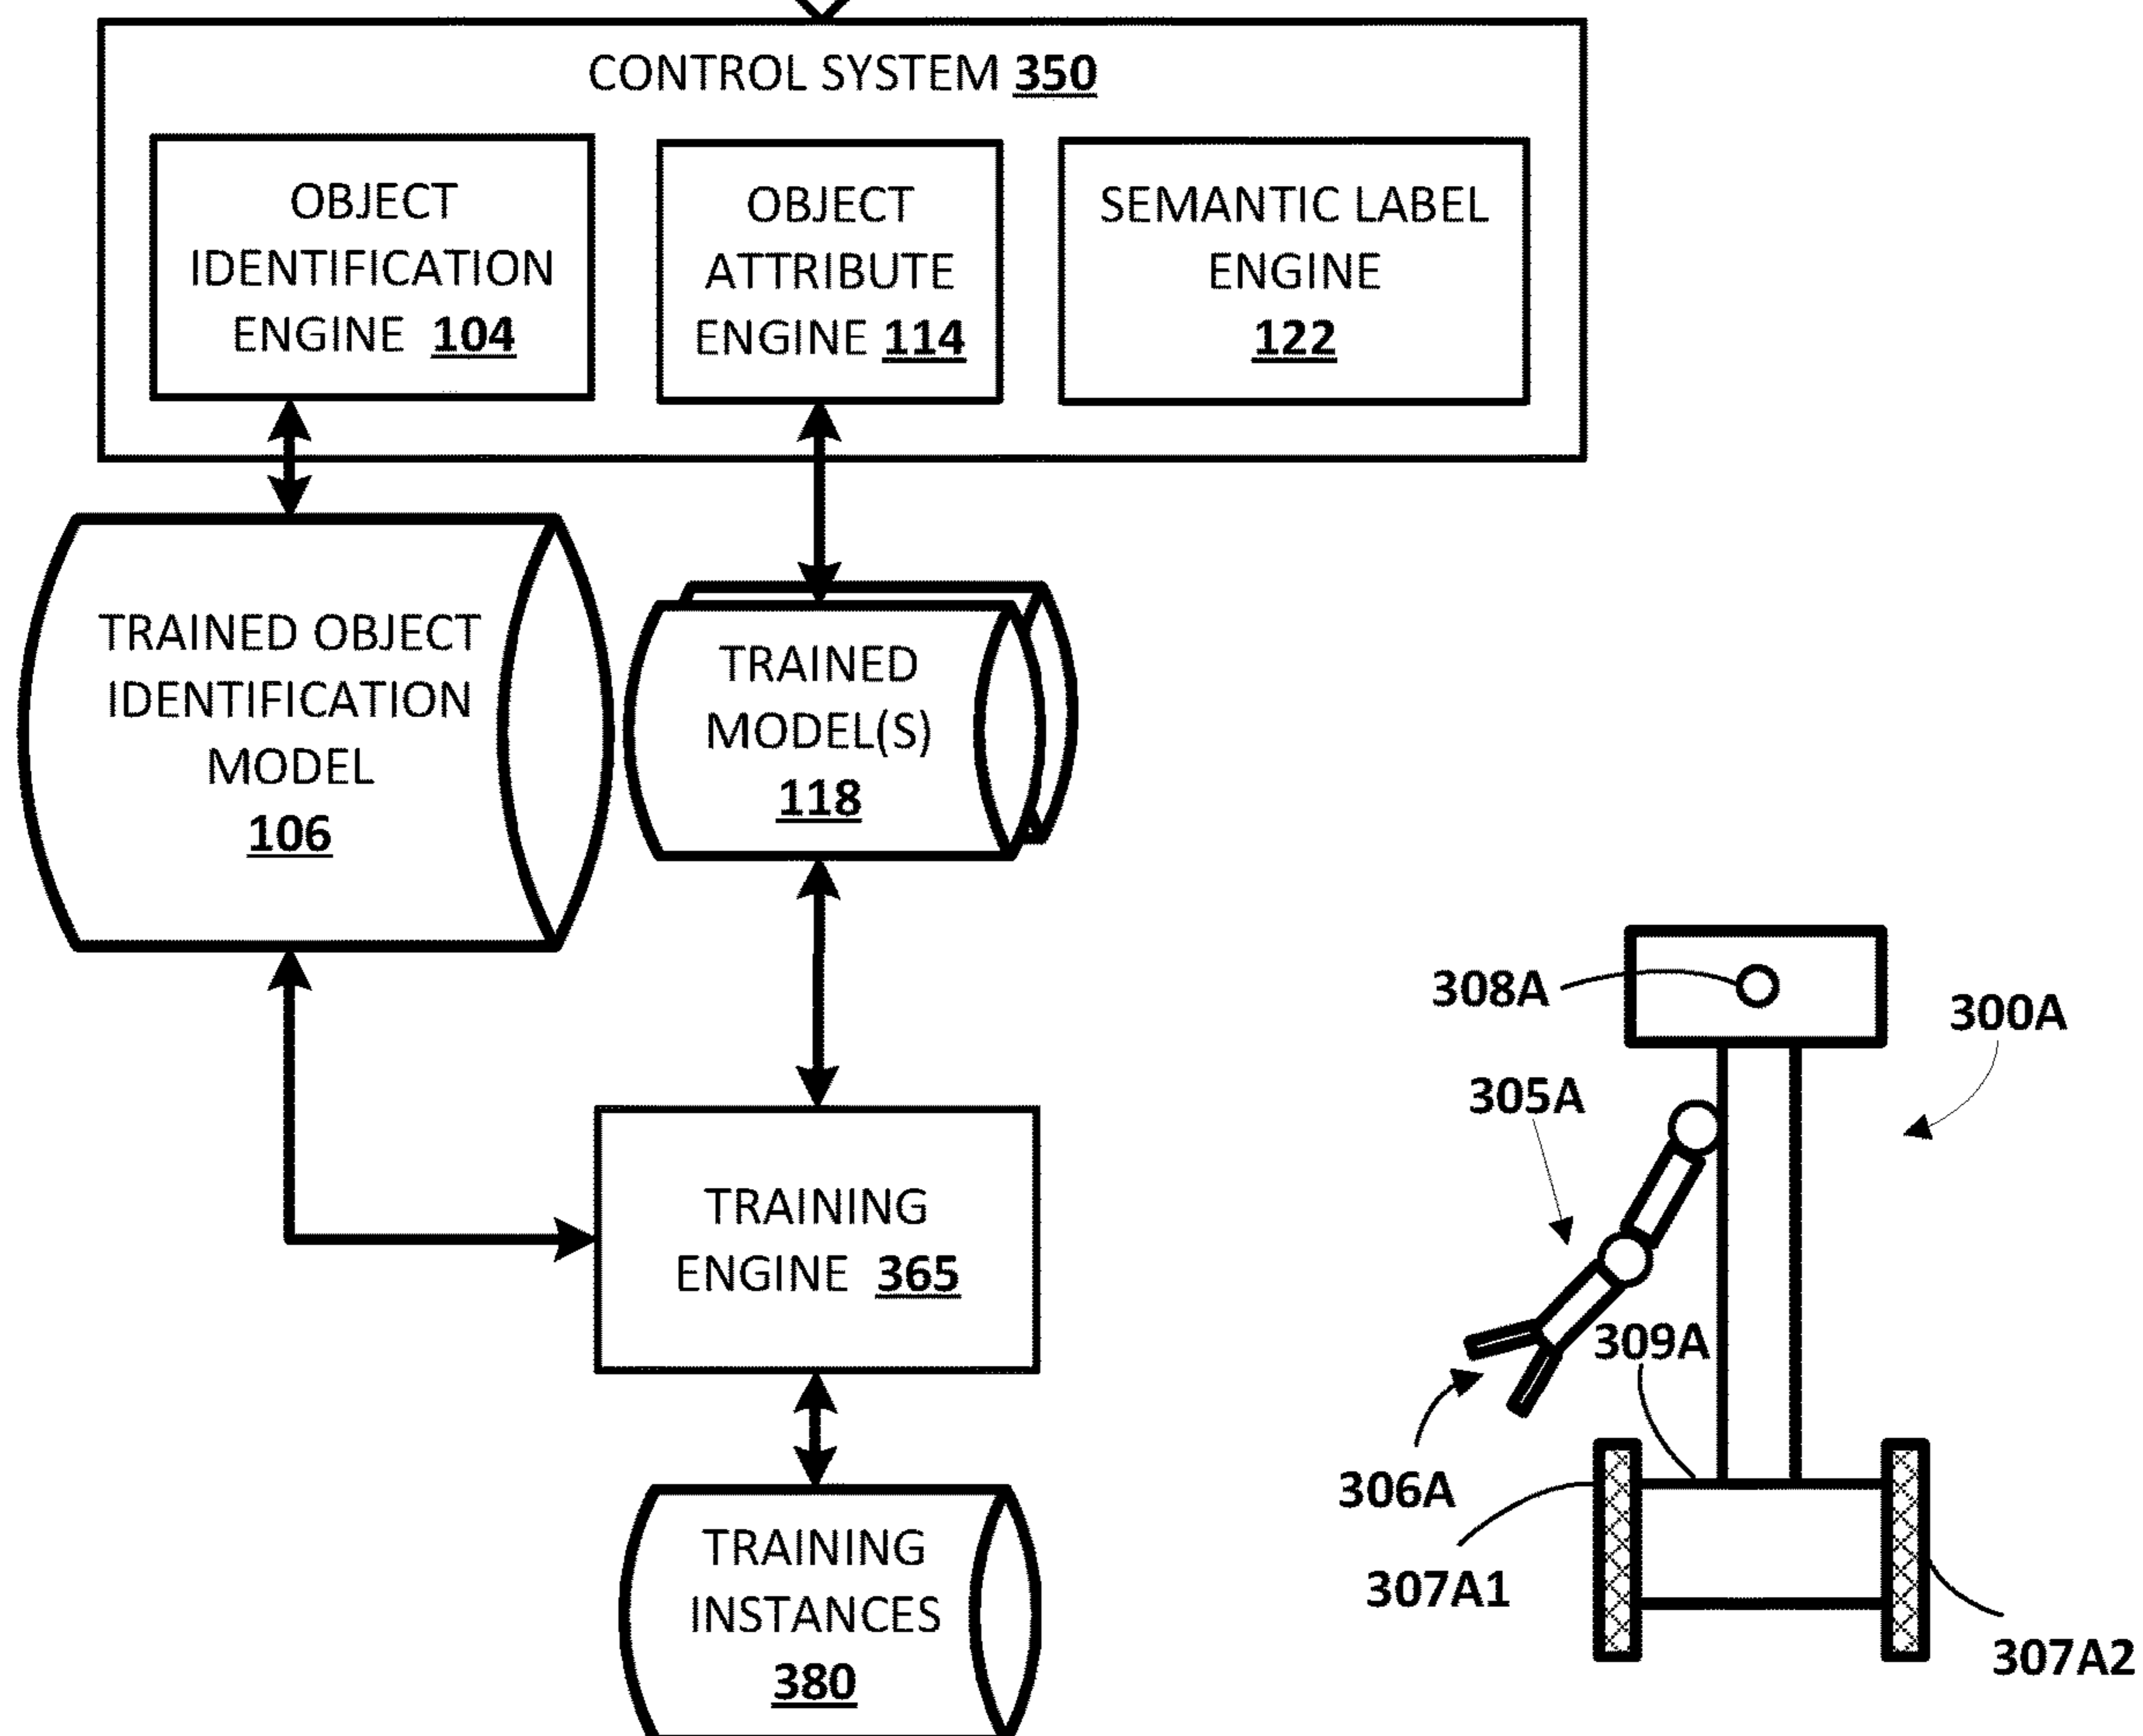 CONTROL SYSTEM 350
OBJECT
IDENTIFICATION
ENGINE 104
OBJECT
ATTRIBUTE
ENGINE 114
SEMANTIC LABEL
ENGINE
122
TRAINED OBJECT
IDENTIFICATION
MODEL
106
TRAINED
MODEL(S)
118
TRAINING
ENGINE 365
TRAINING
INSTANCES
380
308A
300A
305A
309A
306A
307A1
307A2